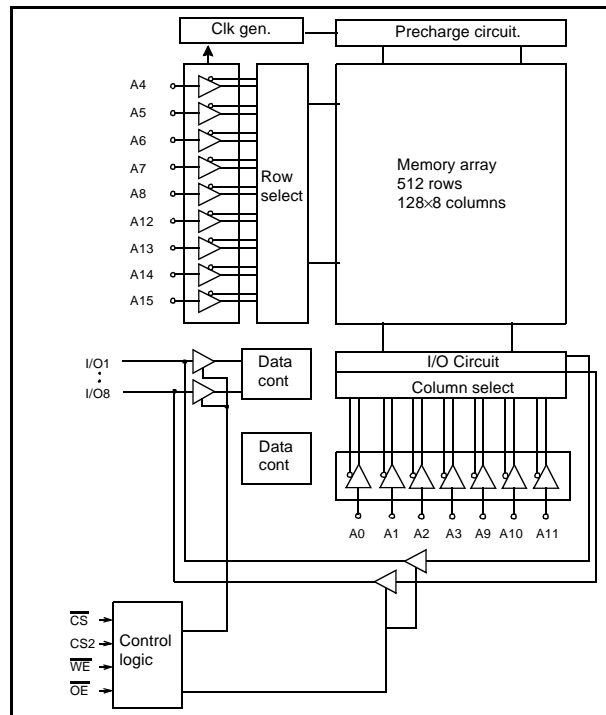 Clk gen.
Precharge circuit.
A4
A5
A6
A7
A8
A12
A13
A14
A15
Row
select
Memory array
512 rows
128×8 columns
I/O1
I/O8
Data
cont
Data
cont
I/O Circuit
Column select
A0 A1 A2 A3 A9 A10 A11
CS
CS2
WE
OE
Control
logic